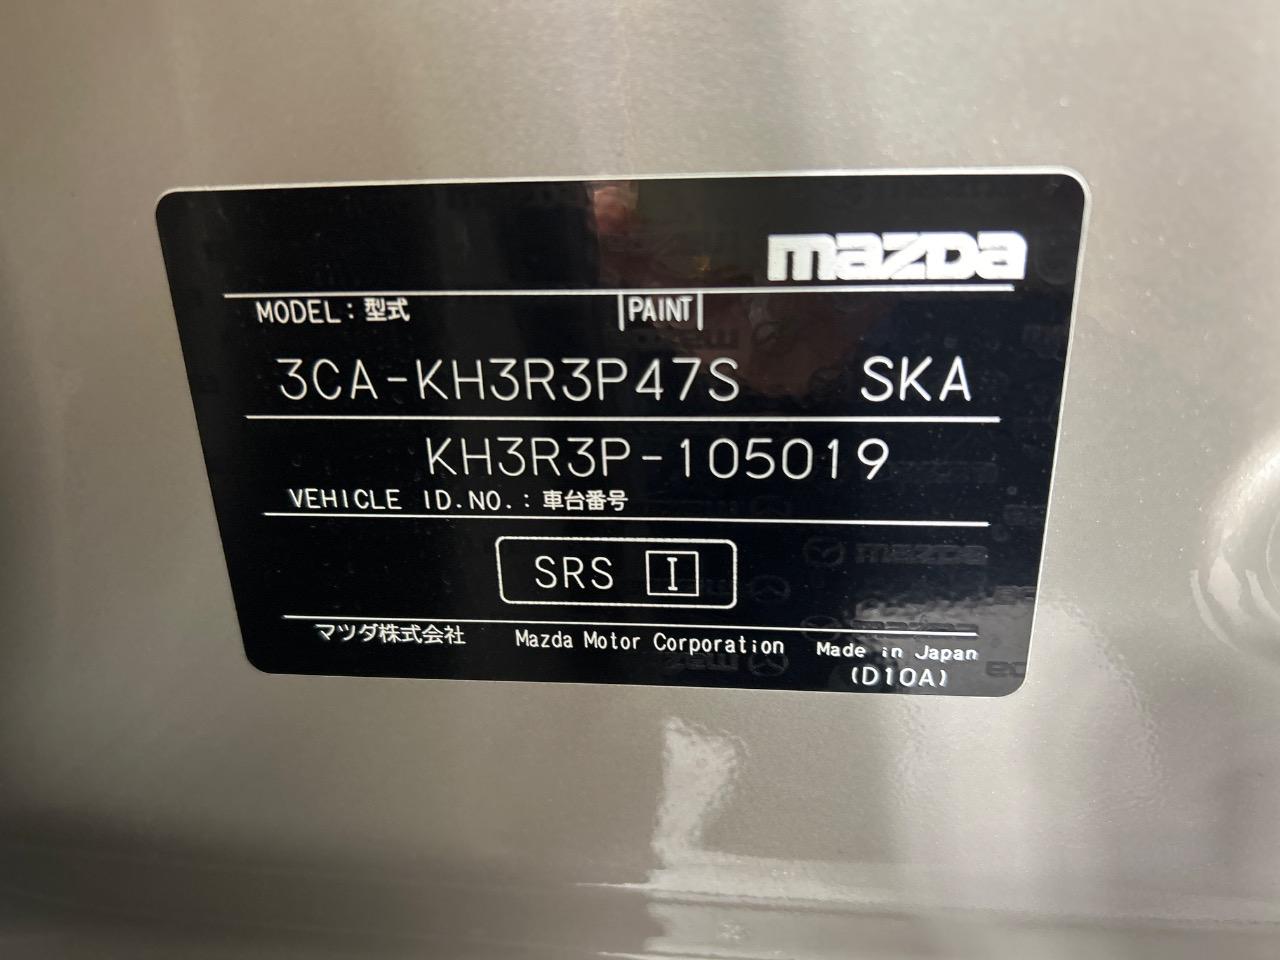 mazda
MODEL：型式 PAINT
3CA-KH3R3P47S SKA
KH3R3P-105019
VEHICLE ID.NO.：車台番号
SRS I
マツダ株式会社 Mazda Motor Corporation Made in Japan
(D10A)